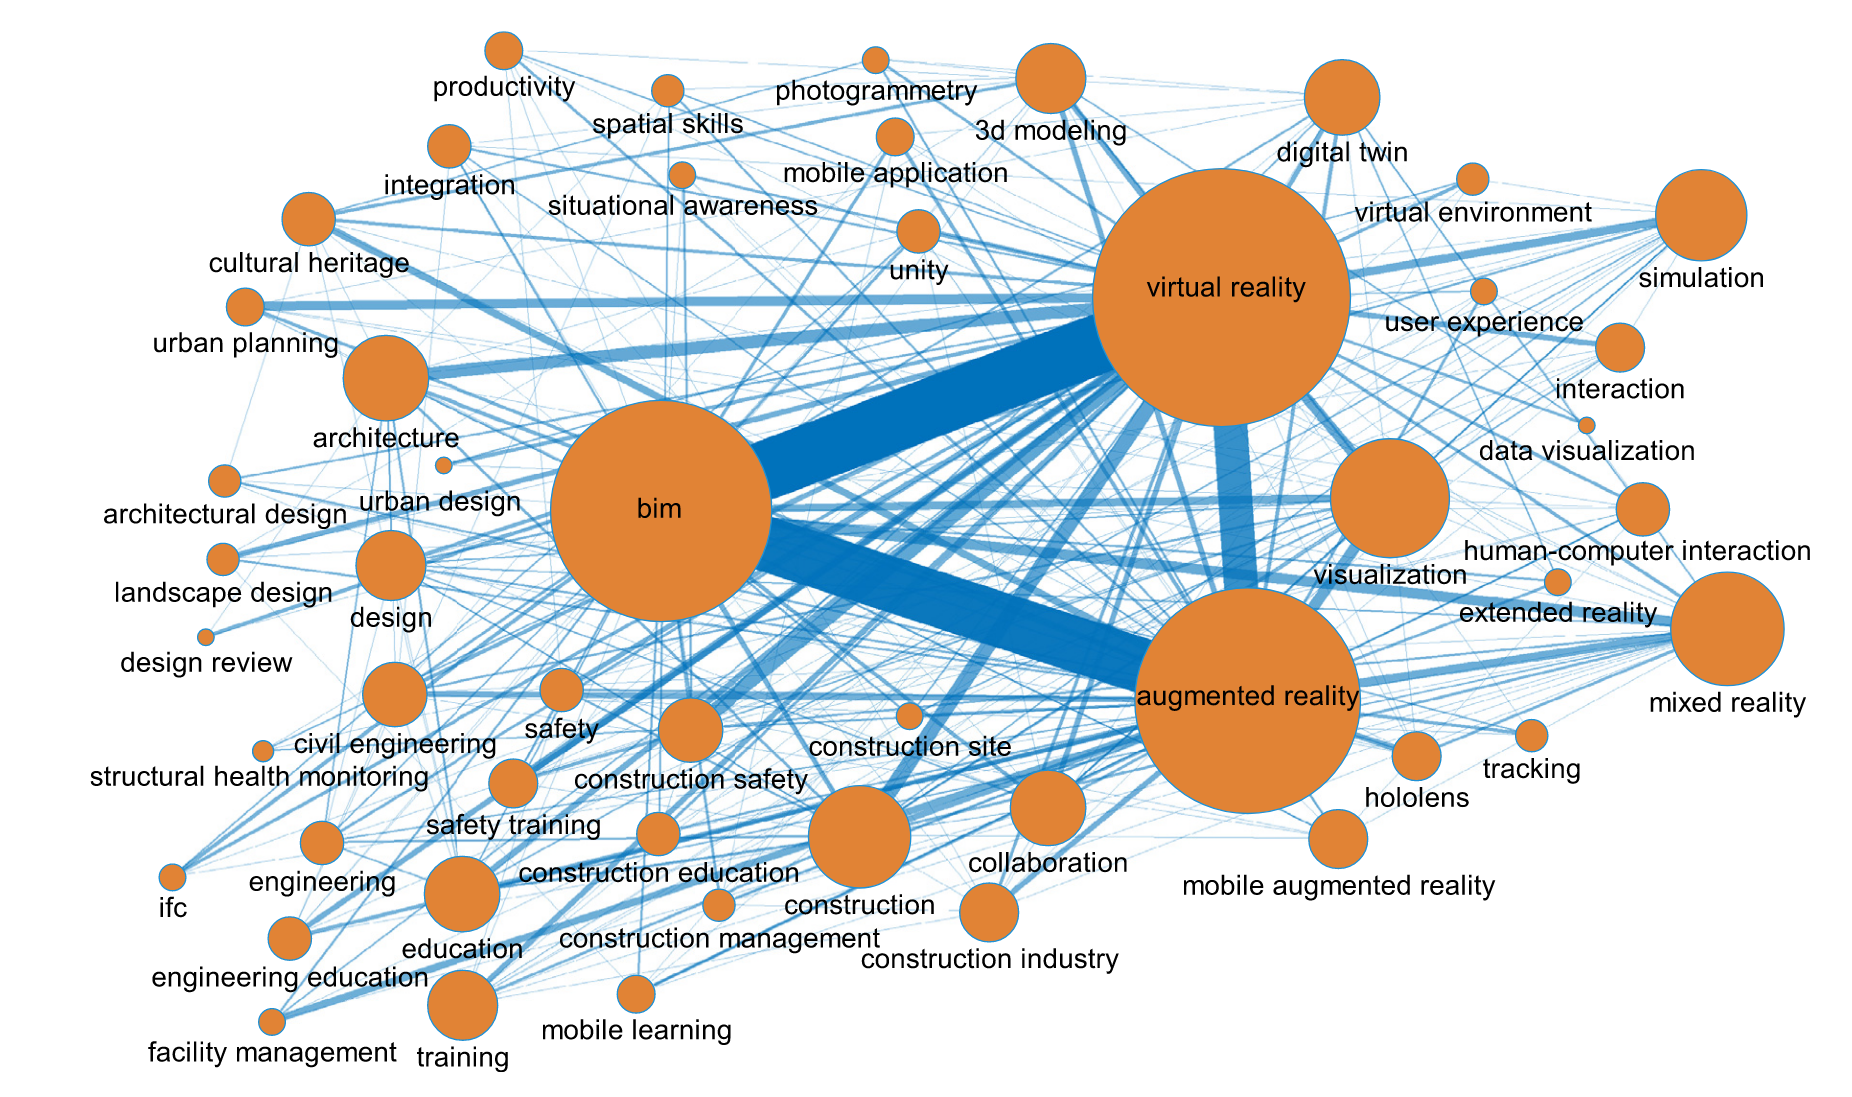 productivity
photogrammetry
spatial skills
3d modeling
digital twin
integration
mobile application
situational awareness
virtual environment
cultural heritage
unity
simulation
virtual reality
user experience
urban planning
interaction
architecture
data visualization
urban design
architectural design
bim
human-computer interaction
visualization
landscape design
extended reality
design
design review
augmented reality
mixed reality
safety
civil engineering
construction site
structural health monitoring
construction safety
tracking
hololens
safety training
collaboration
construction education
engineering
mobile augmented reality
ifc
construction
construction management
education
construction industry
engineering education
mobile learning
facility management
training